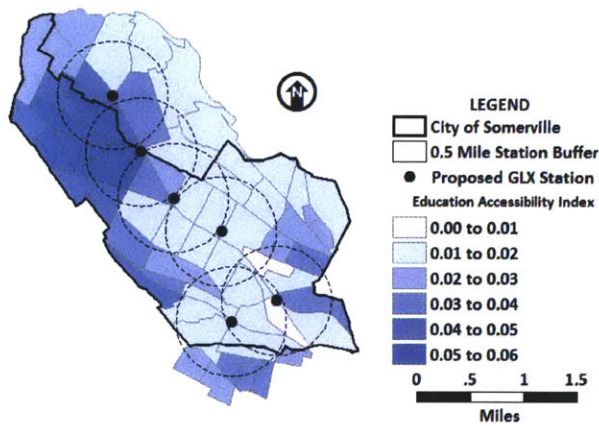 N
LEGEND
City of Somerville
0.5 Mile Station Buffer
Proposed GLX Station
Education Accessibility Index
0.00 to 0.01
0.01 to 0.02
0.02 to 0.03
0.03 to 0.04
0.04 to 0.05
0.05 to 0.06
0 0.5 1 1.5
Miles